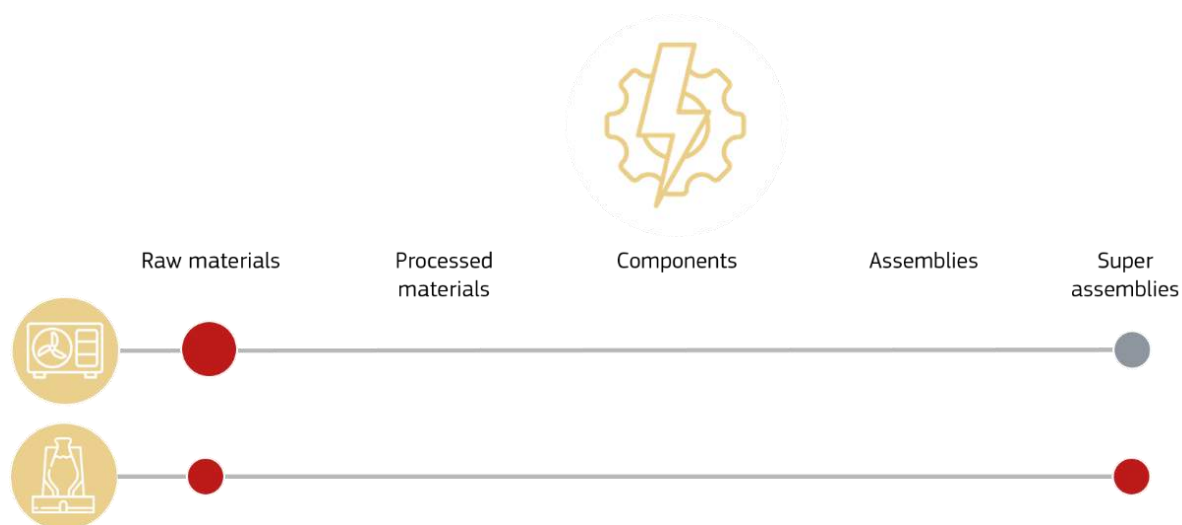 Raw materials
Processed
materials
Components
Assemblies
Super
assemblies